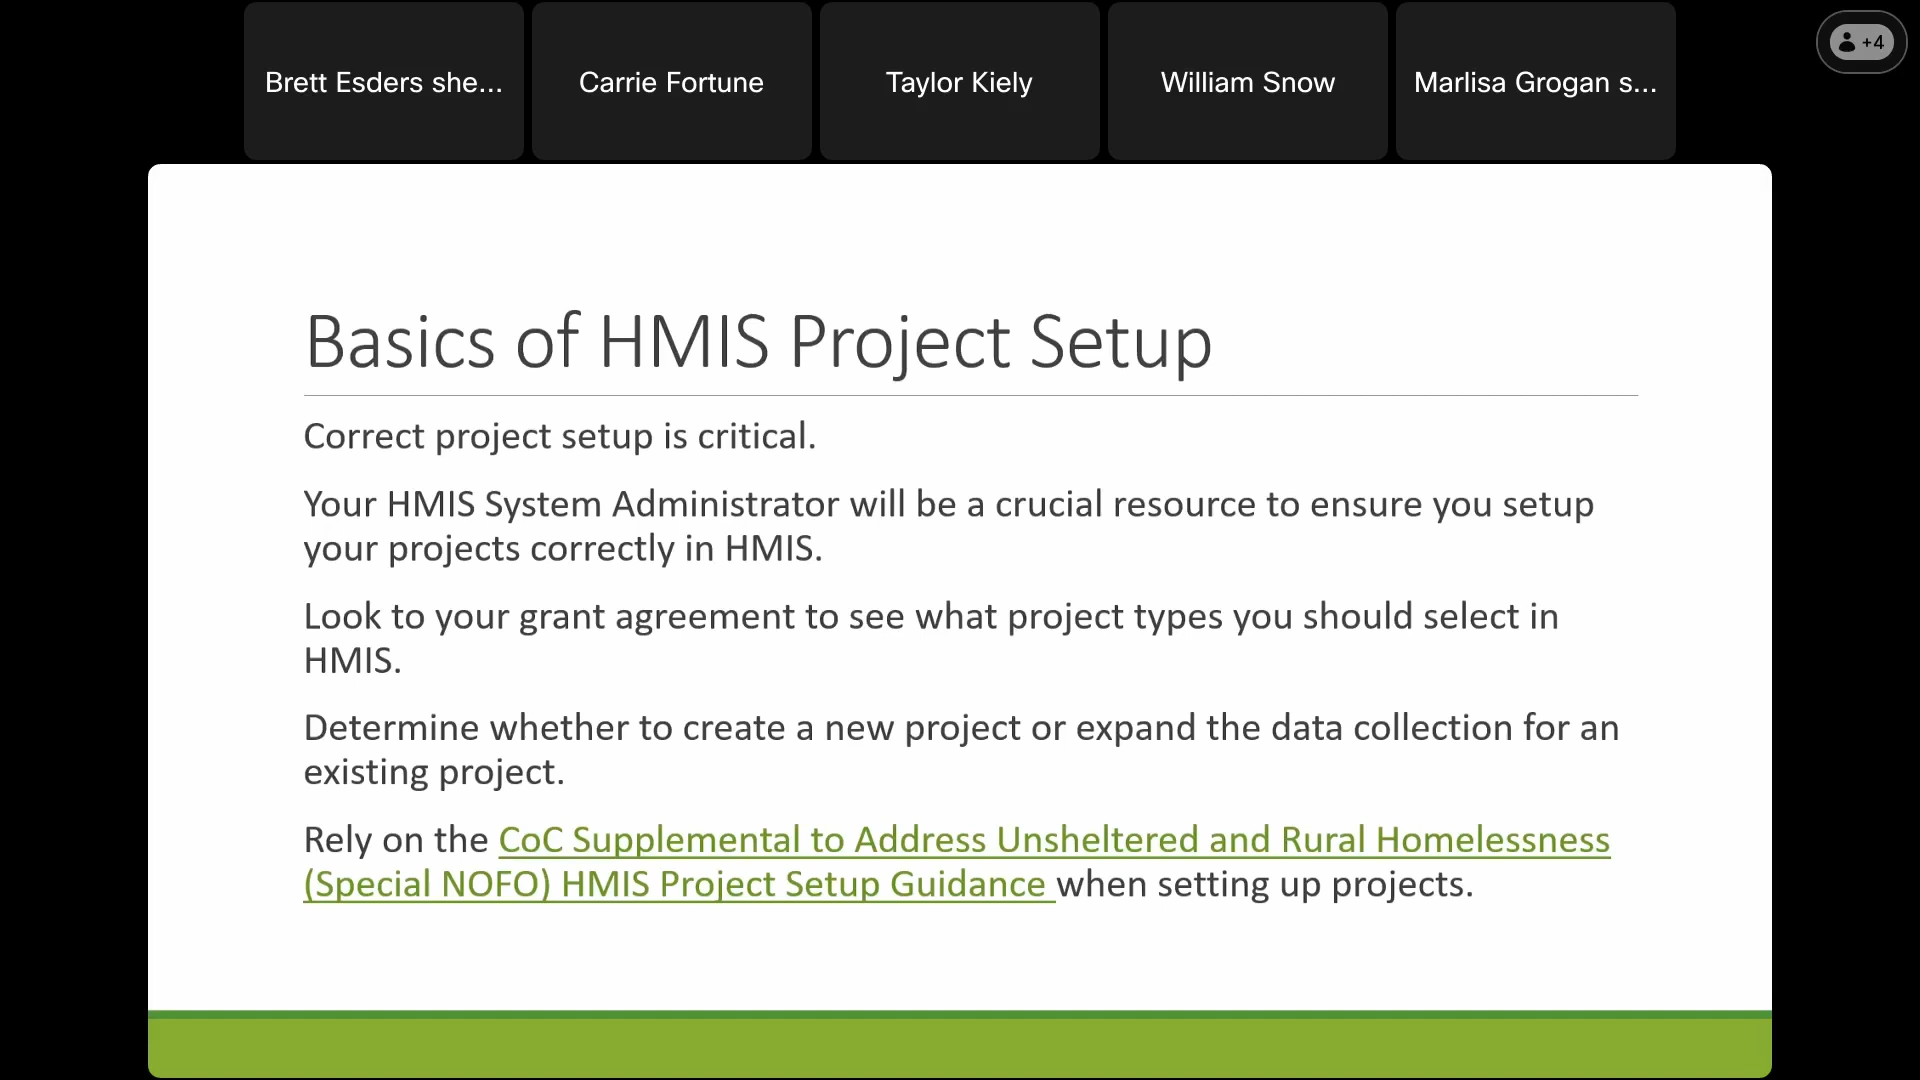 Brett Esders she...
Carrie Fortune
Taylor Kiely
William Snow
Marlisa Grogan s...
+4
Basics of HMIS Project Setup
Correct project setup is critical.
Your HMIS System Administrator will be a crucial resource to ensure you setup
your projects correctly in HMIS.
Look to your grant agreement to see what project types you should select in
HMIS.
Determine whether to create a new project or expand the data collection for an
existing project.
Rely on the CoC Supplemental to Address Unsheltered and Rural Homelessness
(Special NOFO) HMIS Project Setup Guidance when setting up projects.